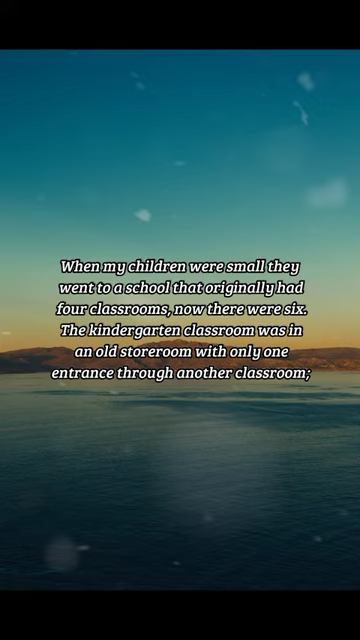 When my children were small they
went to a school that originally had
four classrooms, now there were six.
The kindergarten classroom was in
an old storeroom with only one
entrance through another classroom;